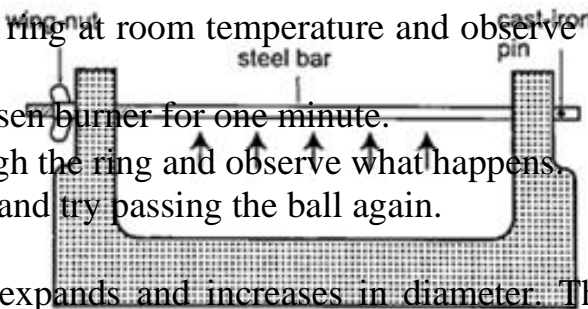 ring at room temperature and observe
wing-nut
cast-iron
pin
steel bar
sen burner for one minute.
gh the ring and observe what happens.
and try passing the ball again.
expands and increases in diameter. Th